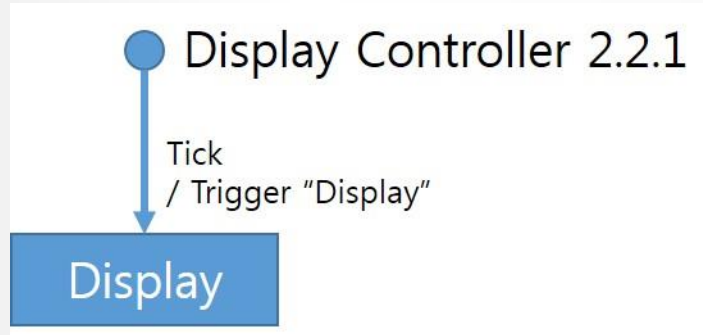 Display Controller 2.2.1
Tick
/ Trigger "Display”
Display